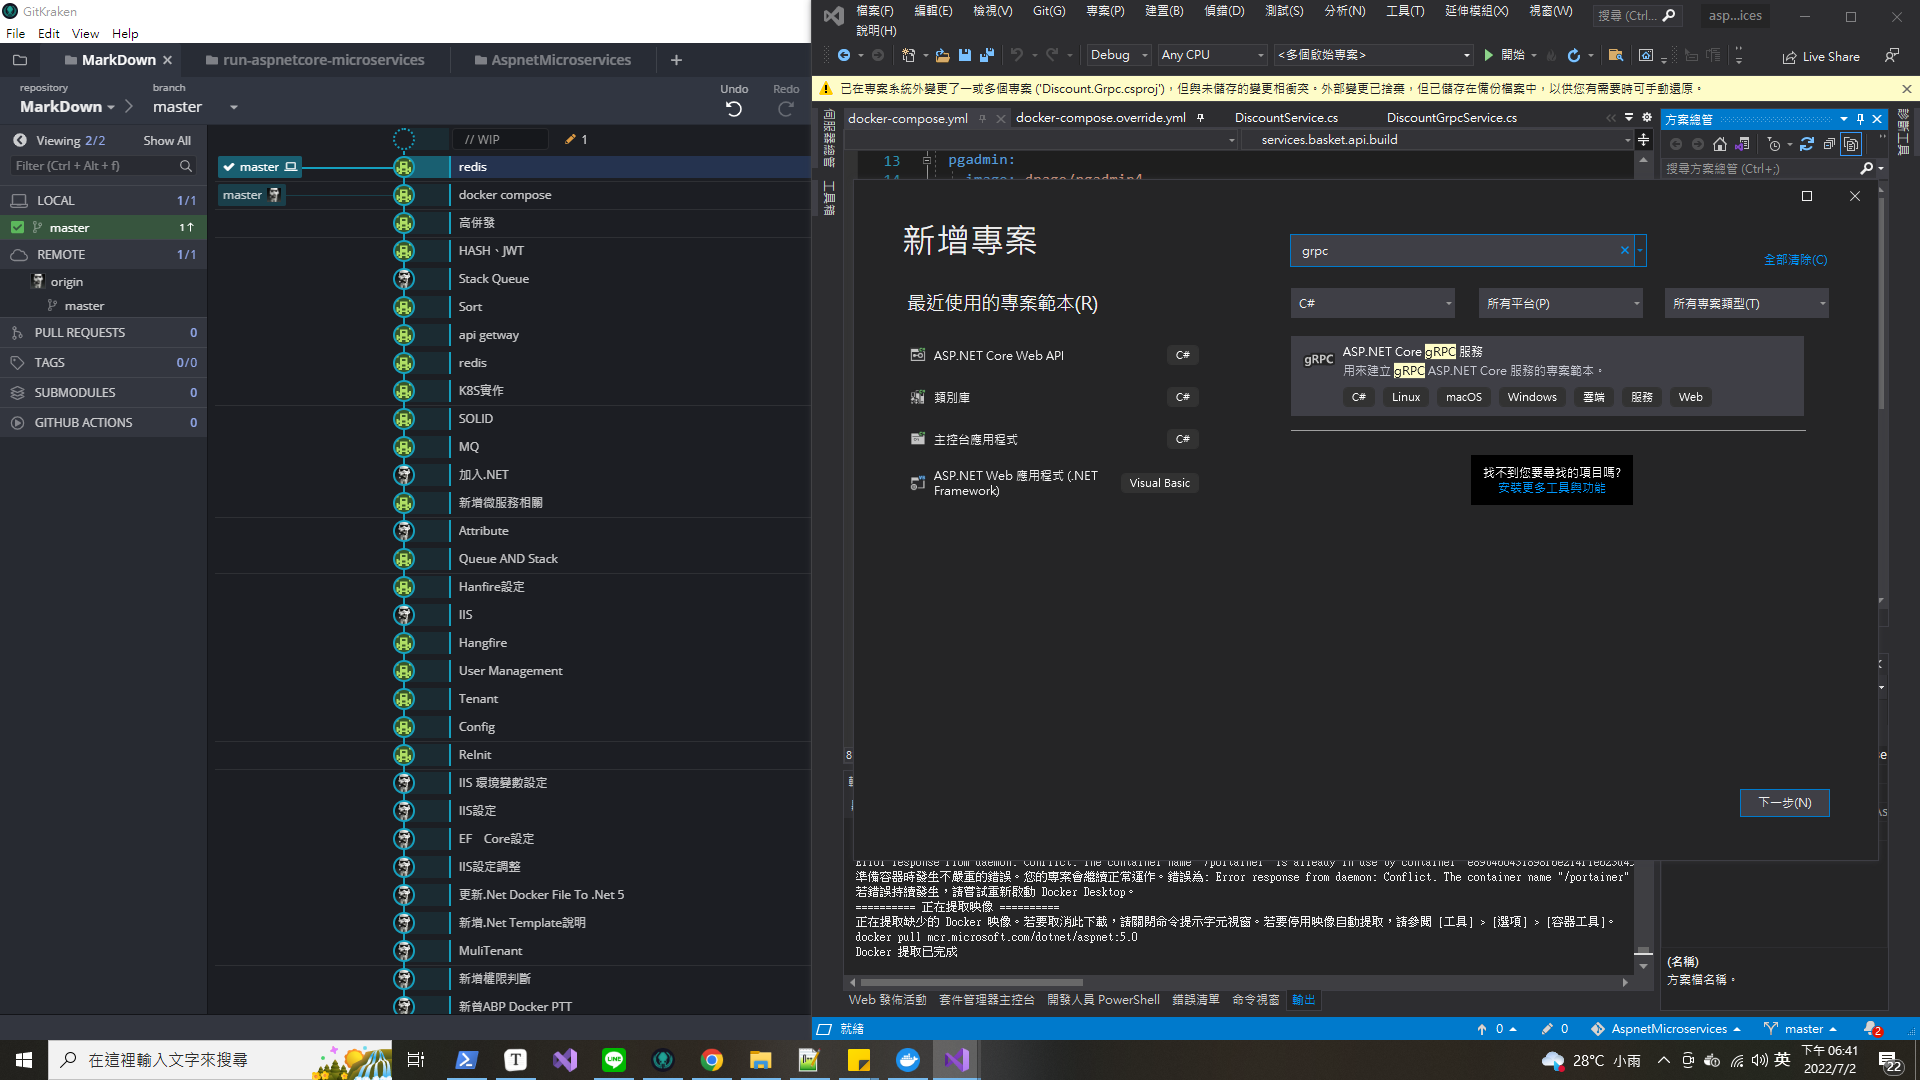 GitKraken
File Edit View Help
MarkDown
run-aspnetcore-microservices
AspnetMicroservices
repository
MarkDown
branch
master
Undo
Redo
Viewing 2/2
Show All
Filter (Ctrl + Alt + f)
LOCAL 1/1
master 1↑
REMOTE 1/1
origin
master
PULL REQUESTS 0
TAGS 0/0
SUBMODULES 0
GITHUB ACTIONS 0
// WIP 1
master redis
master docker compose
高併發
HASH、JWT
Stack Queue
Sort
api getway
redis
K8S實作
SOLID
MQ
加入.NET
新增微服務相關
Attribute
Queue AND Stack
Hanfire設定
IIS
Hangfire
User Management
Tenant
Config
ReInit
IIS 環境變數設定
IIS設定
EF Core設定
IIS設定調整
更新.Net Docker File To .Net 5
新增.Net Template說明
MuliTenant
新增權限判斷
新曾ABP Docker PTT
檔案(F) 編輯(E) 檢視(V) Git(G) 專案(P) 建置(B) 偵錯(D) 測試(S) 分析(N) 工具(T) 延伸模組(X) 視窗(W)
說明(H)
搜尋 (Ctrl...
asp...ices
Debug
Any CPU
<多個啟始專案>
開始
Live Share
已在專案系統外變更了一或多個專案 ('Discount.Grpc.csproj')，但與未儲存的變更相衝突。外部變更已捨棄，但已儲存在備份檔案中，以供您有需要時可手動還原。
伺服器總管
工具箱
docker-compose.yml
docker-compose.override.yml
DiscountService.cs
DiscountGrpcService.cs
services.basket.api.build
13 pgadmin:
14 image: dpage/pgadmin4
方案總管
搜尋方案總管 (Ctrl+;)
診斷工具
新增專案
最近使用的專案範本(R)
ASP.NET Core Web API C#
類別庫 C#
主控台應用程式 C#
ASP.NET Web 應用程式 (.NET Framework) Visual Basic
grpc
全部清除(C)
C#
所有平台(P)
所有專案類型(T)
gRPC
ASP.NET Core gRPC 服務
用來建立 gRPC ASP.NET Core 服務的專案範本。
C# Linux macOS Windows 雲端 服務 Web
找不到您要尋找的項目嗎?
安裝更多工具與功能
下一步(N)
準備容器時發生不嚴重的錯誤。您的專案會繼續正常運作。錯誤為: Error response from daemon: Conflict. The container name "/portainer"
若錯誤持續發生，請嘗試重新啟動 Docker Desktop。
========== 正在提取映像 ==========
正在提取缺少的 Docker 映像。若要取消此下載，請關閉命令提示字元視窗。若要停用映像自動提取，請參閱 [工具] > [選項] > [容器工具]。
docker pull mcr.microsoft.com/dotnet/aspnet:5.0
Docker 提取已完成
Web 發佈活動 套件管理器主控台 開發人員 PowerShell 錯誤清單 命令視窗 輸出
(名稱)
方案檔名稱。
就緒
0
0
AspnetMicroservices
master
2
在這裡輸入文字來搜尋
28°C 小雨
英
下午 06:41
2022/7/2
22